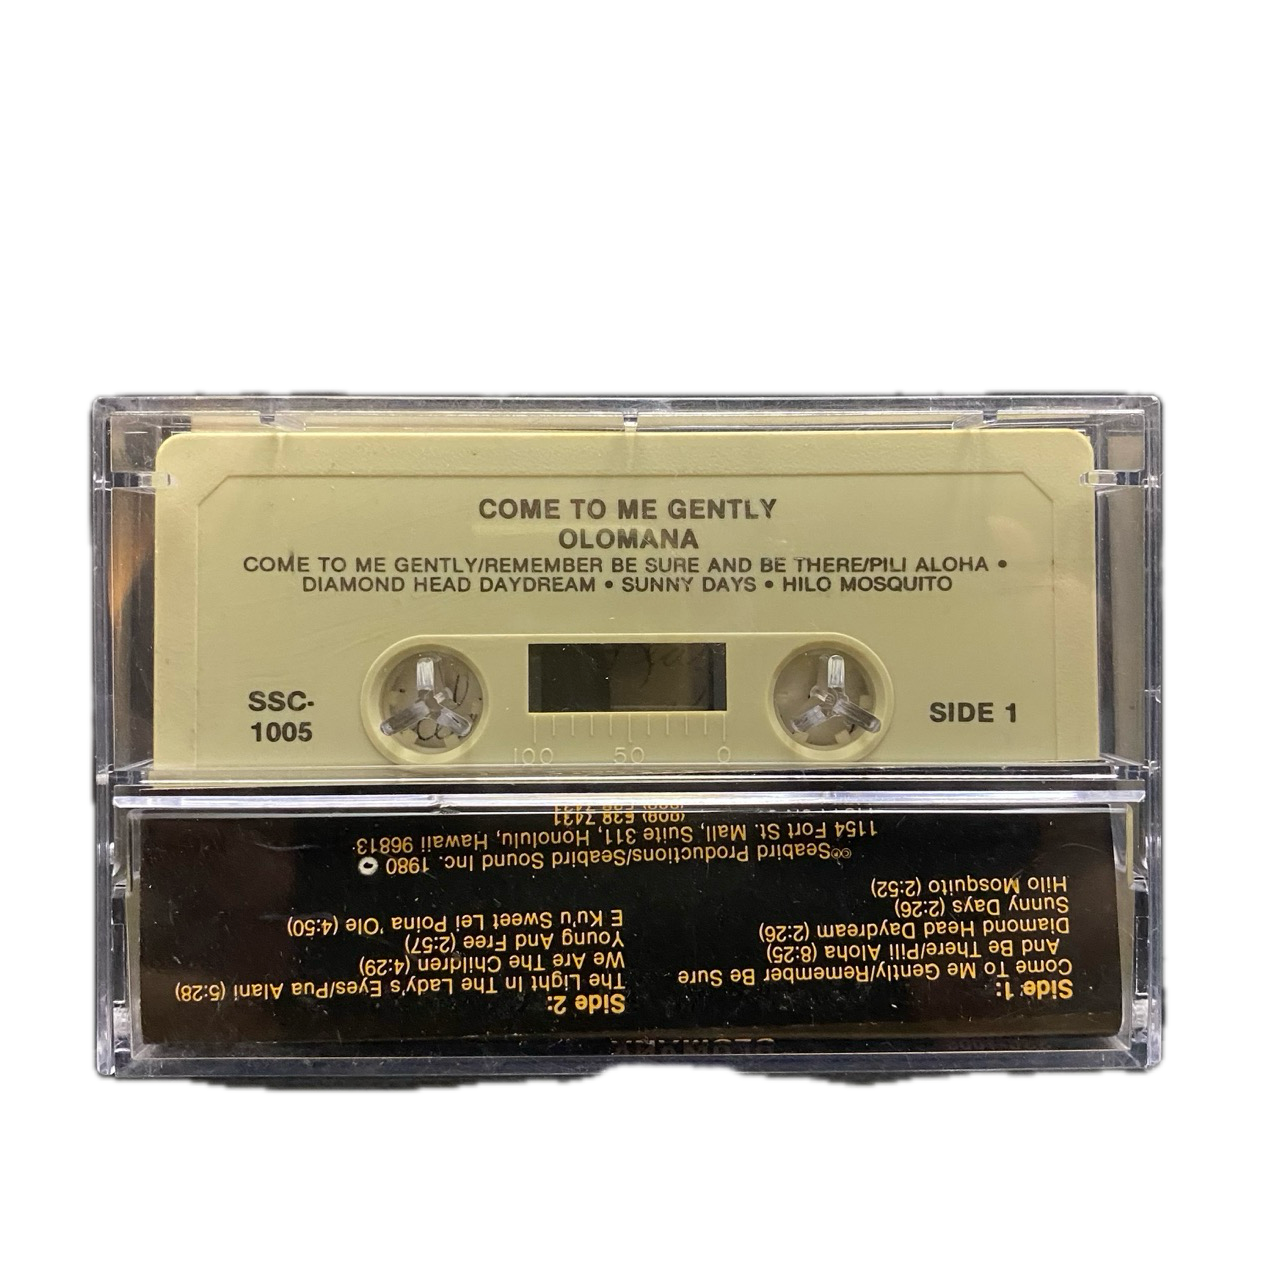 COME TO ME GENTLY
OLOMANA
COME TO ME GENTLY/REMEMBER BE SURE AND BE THERE/PILI ALOHA •
DIAMOND HEAD DAYDREAM • SUNNY DAYS • HILO MOSQUITO
SSC-
1005
SIDE 1
100 50 0
Side 1:
Come To Me Gently/Remember Be Sure
And Be There/Pili Aloha (8:25)
Diamond Head Daydream (2:26)
Sunny Days (2:26)
Hilo Mosquito (2:52)
Side 2:
The Light In The Lady's Eyes/Pua Alani (5:28)
We Are The Children (4:29)
Young And Free (2:57)
E Ku'u Sweet Lei Poina 'Ole (4:50)
©℗Seabird Productions/Seabird Sound Inc. 1980
1154 Fort St. Mall, Suite 311, Honolulu, Hawaii 96813
(808) 538 7431
OLOMANA